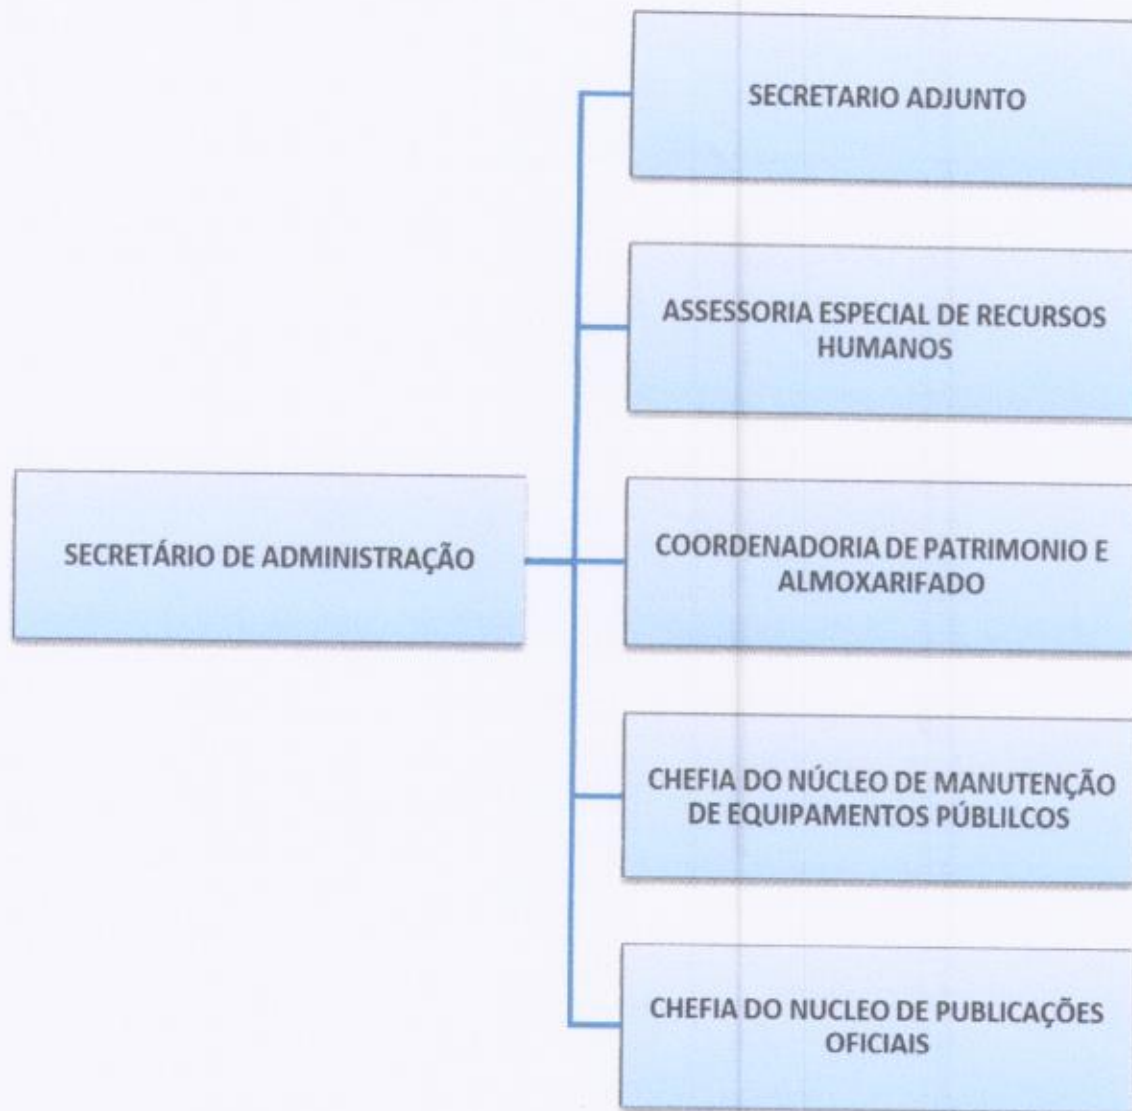 SECRETARIO ADJUNTO
ASSESSORIA ESPECIAL DE RECURSOS
HUMANOS
SECRETÁRIO DE ADMINISTRAÇÃO
COORDENADORIA DE PATRIMONIO E
ALMOXARIFADO
CHEFIA DO NÚCLEO DE MANUTENÇÃO
DE EQUIPAMENTOS PÚBLILCOS
CHEFIA DO NUCLEO DE PUBLICAÇÕES
OFICIAIS